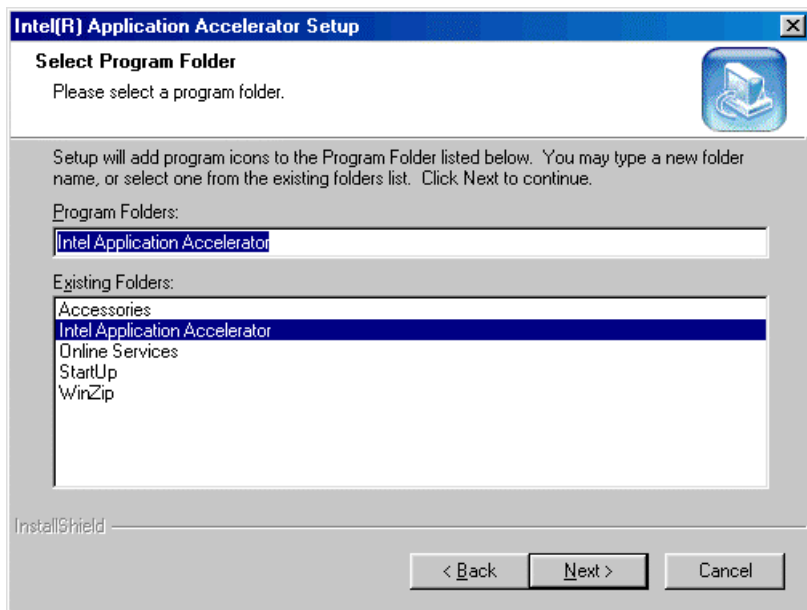 Intel(R) Application Accelerator Setup
Select Program Folder
Please select a program folder.
Setup will add program icons to the Program Folder listed below.  You may type a new folder
name, or select one from the existing folders list.  Click Next to continue.
Program Folders:
Intel Application Accelerator
Existing Folders:
Accessories
Intel Application Accelerator
Online Services
StartUp
WinZip
InstallShield
< Back
Next >
Cancel